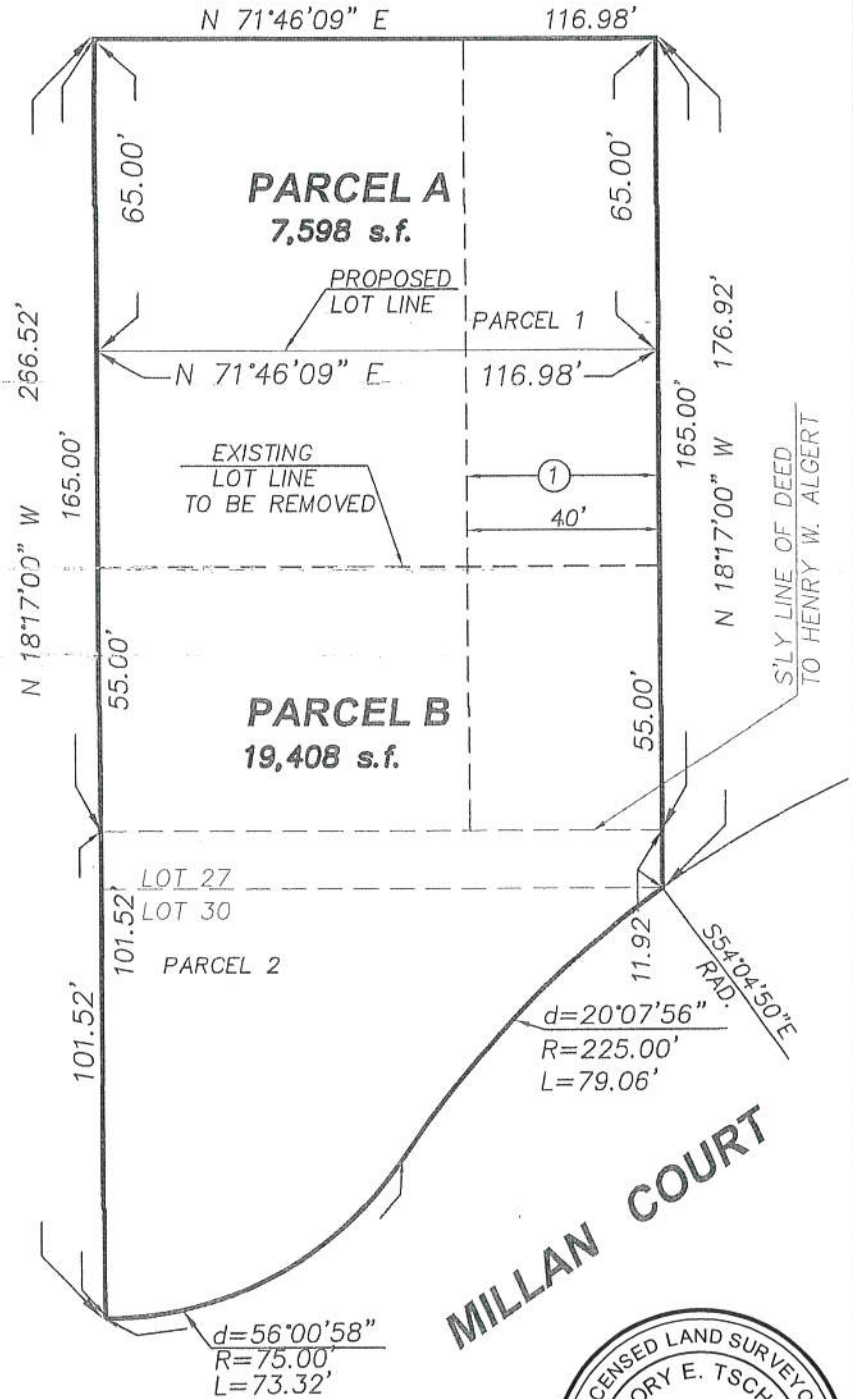 N 71°46'09" E 116.98'
65.00'
65.00'
PARCEL A
7,598 s.f.
PROPOSED
LOT LINE
PARCEL 1
266.52'
176.92'
N 71°46'09" E 116.98'
165.00'
165.00'
EXISTING
LOT LINE
TO BE REMOVED
1
40'
N 18°17'00" W
N 18°17'00" W
S'LY LINE OF DEED
TO HENRY W. ALGERT
55.00'
55.00'
PARCEL B
19,408 s.f.
LOT 27
LOT 30
101.52'
PARCEL 2
101.52'
11.92'
S54°04'50"E
RAD.
d=20°07'56"
R=225.00'
L=79.06'
MILLAN COURT
d=56°00'58"
R=75.00'
L=73.32'
LAND
E.